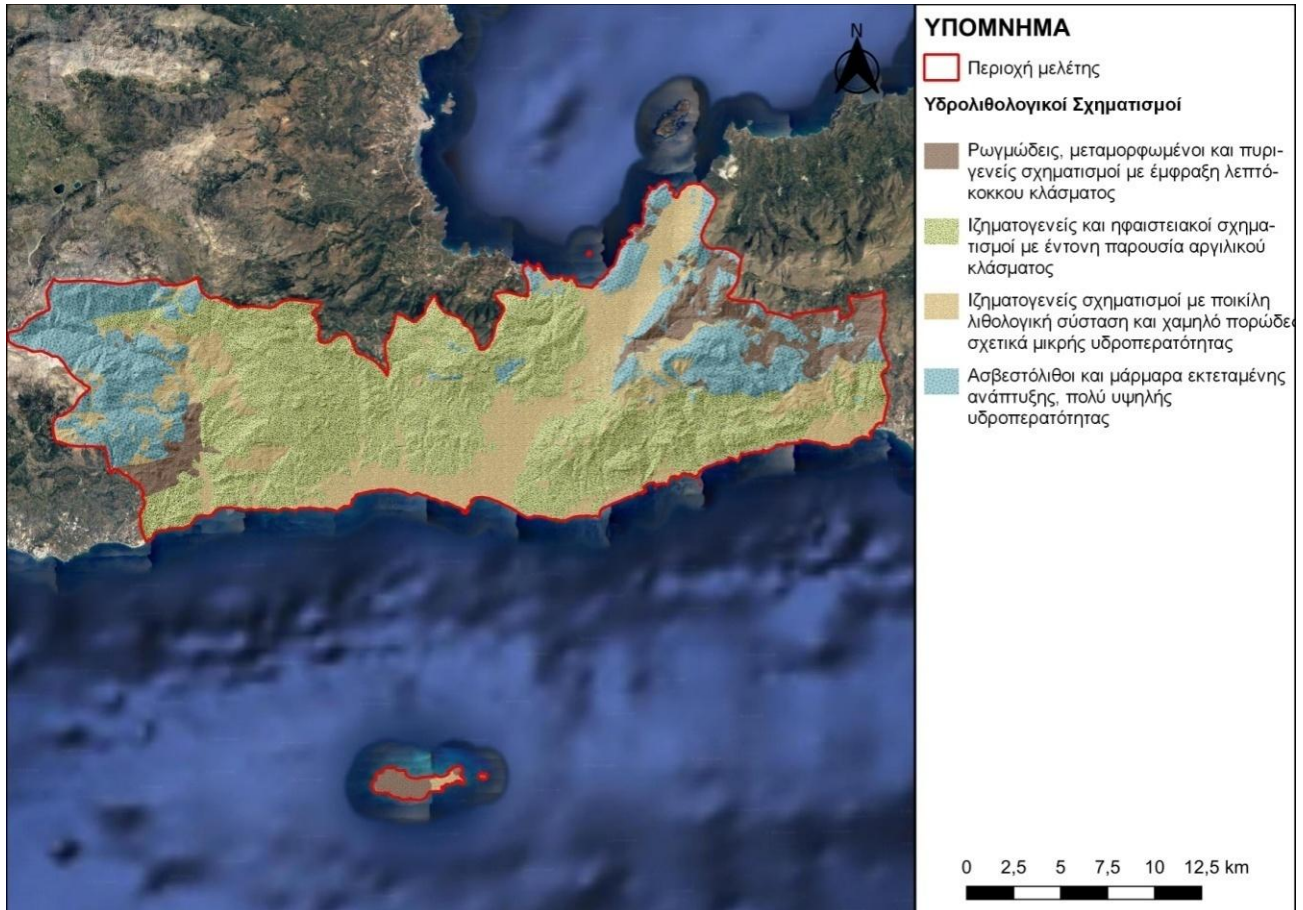 ΥΠΟΜΝΗΜΑ
N
Περιοχή μελέτης
Υδρολιθολογικοί Σχηματισμοί
Ρωγμώδεις, μεταμορφωμένοι και πυρι-
γενείς σχηματισμοί με έμφραξη λεπτό-
κοκκου κλάσματος
Ιζηματογενείς και ηφαιστειακοί σχημα-
τισμοί με έντονη παρουσία αργιλικού
κλάσματος
Ιζηματογενείς σχηματισμοί με ποικίλη
λιθολογική σύσταση και χαμηλό πορώδες
σχετικά μικρής υδροπερατότητας
Ασβεστόλιθοι και μάρμαρα εκτεταμένης
ανάπτυξης, πολύ υψηλής
υδροπερατότητας
0 2,5 5 7,5 10 12,5 km